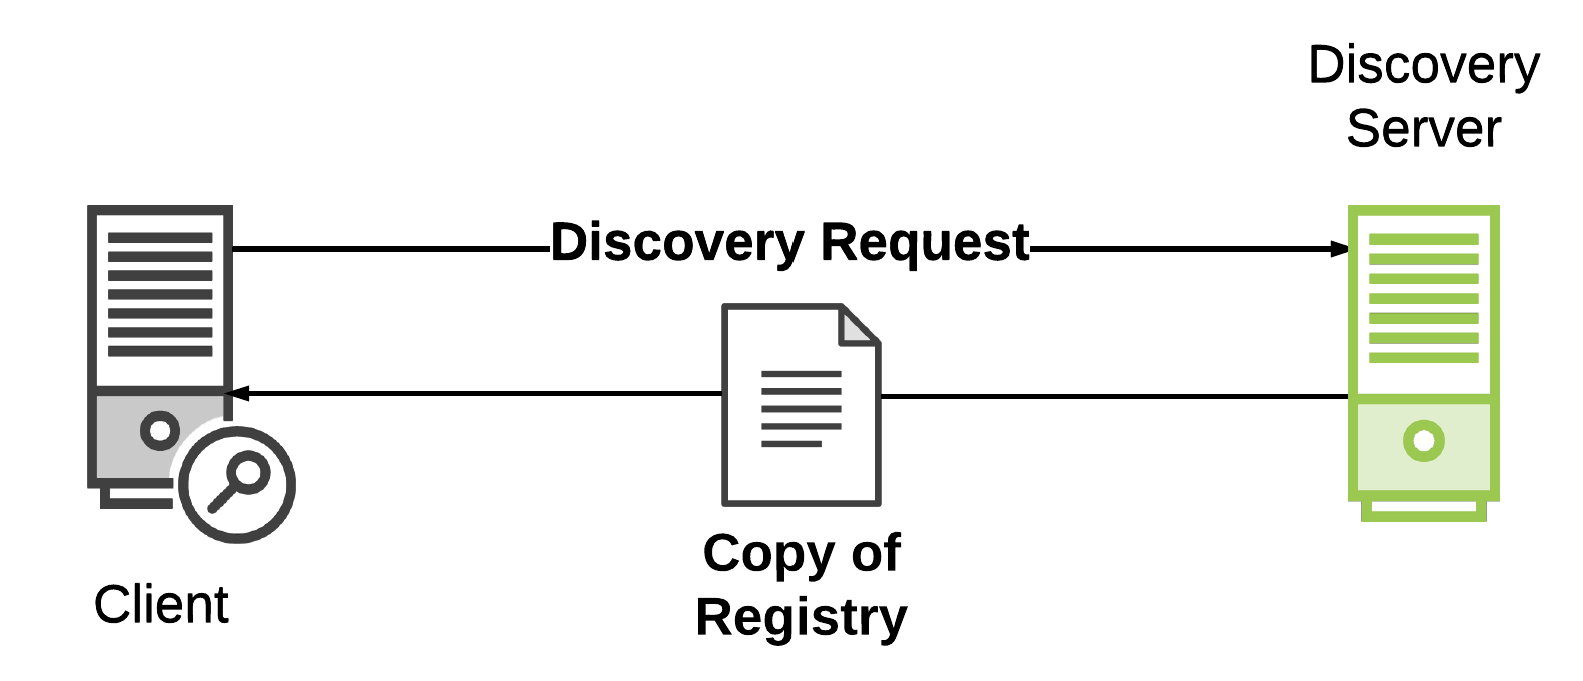 Discovery
Server
Discovery Request
Copy of
Registry
Client